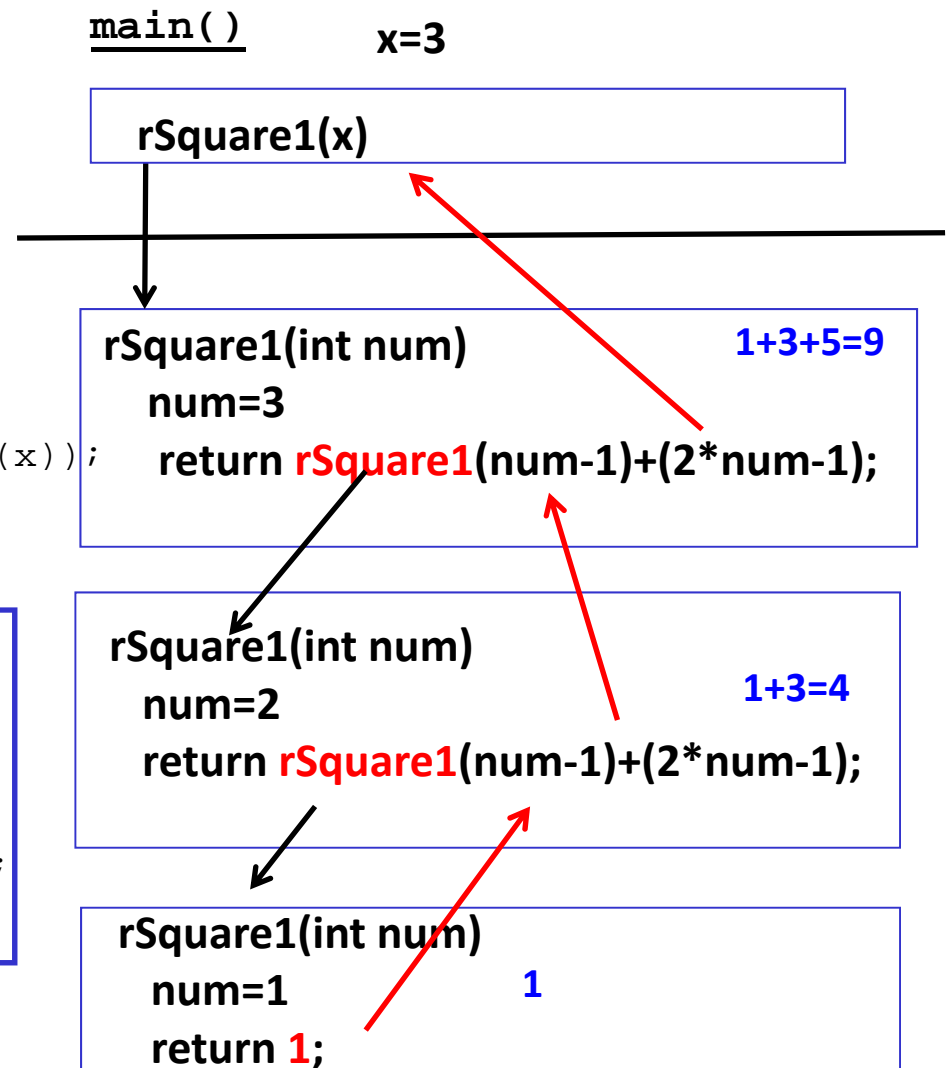 main()
x=3
rSquare1(x)
rSquare1(int num)
1+3+5=9
num=3
(x));
return rSquare1(num-1)+(2*num-1);
rSquare1(int num)
num=2
1+3=4
return rSquare1(num-1)+(2*num-1);
;
rSquare1(int num)
num=1
1
return 1;